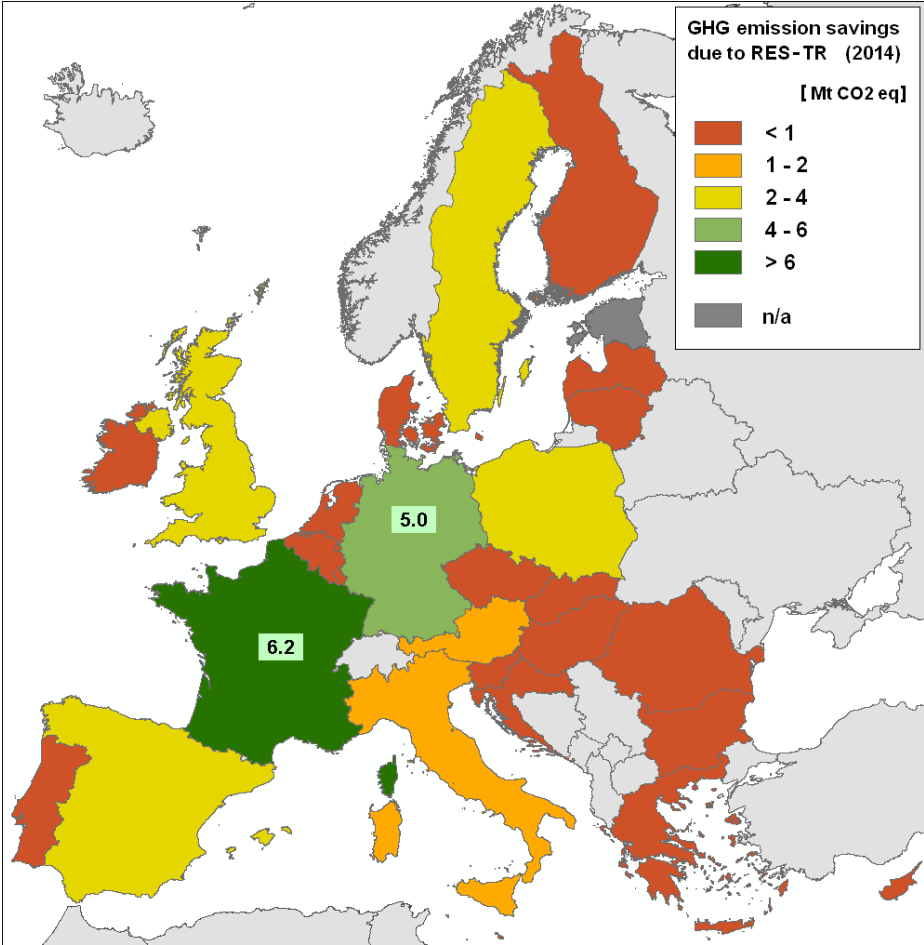 GHG emission savings
due to RES-TR (2014)
[ Mt CO2 eq]
< 1
1 - 2
2 - 4
4 - 6
> 6
n/a
5.0
6.2